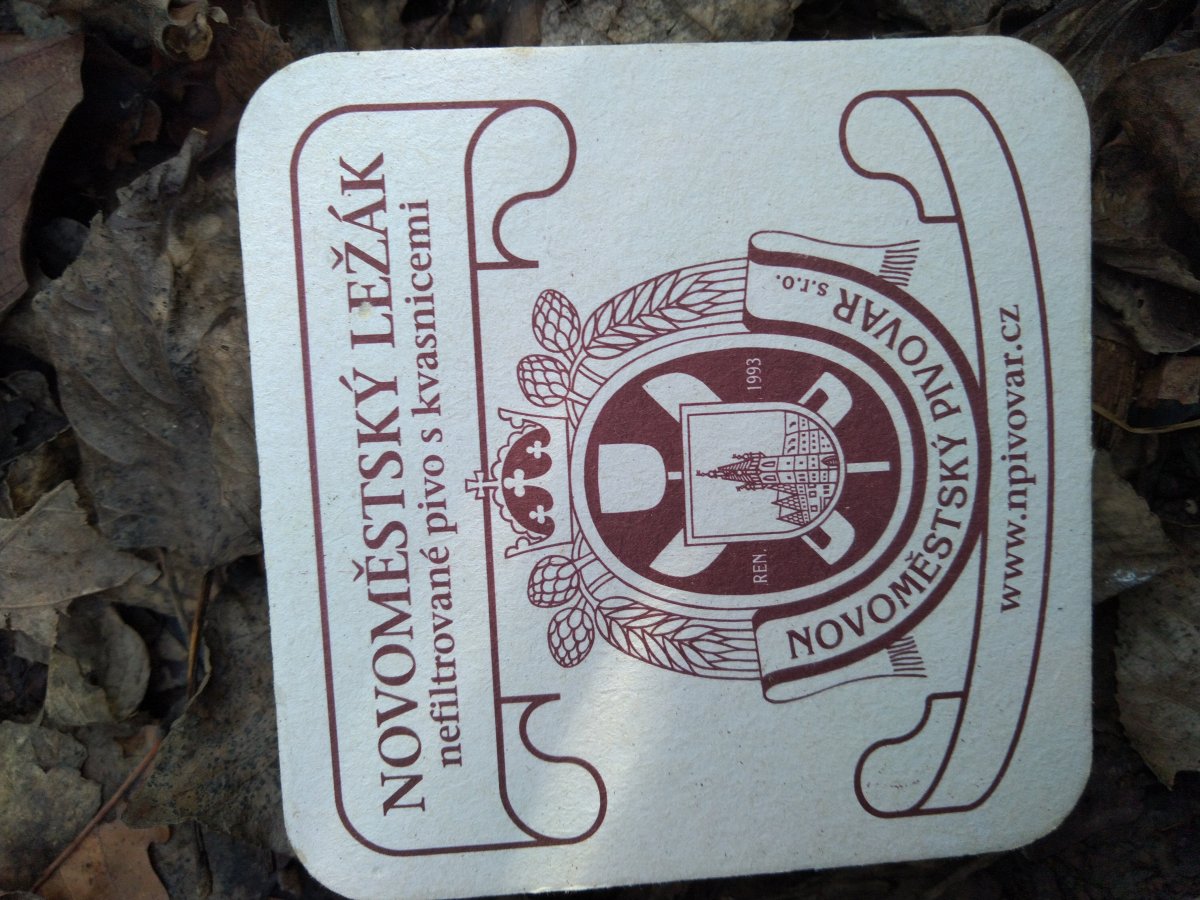 NOVOMĚSTSKÝ LEŽÁK
nefiltrované pivo s kvasnicemi
REN. 1993
NOVOMĚSTSKÝ PIVOVAR s.r.o.
www.npivovar.cz